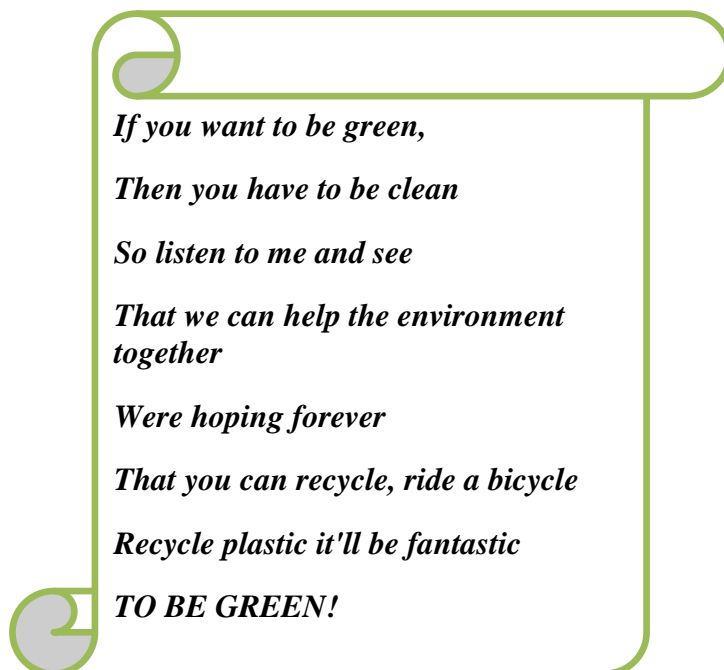 If you want to be green,
Then you have to be clean
So listen to me and see
That we can help the environment
together
Were hoping forever
That you can recycle, ride a bicycle
Recycle plastic it'll be fantastic
TO BE GREEN!